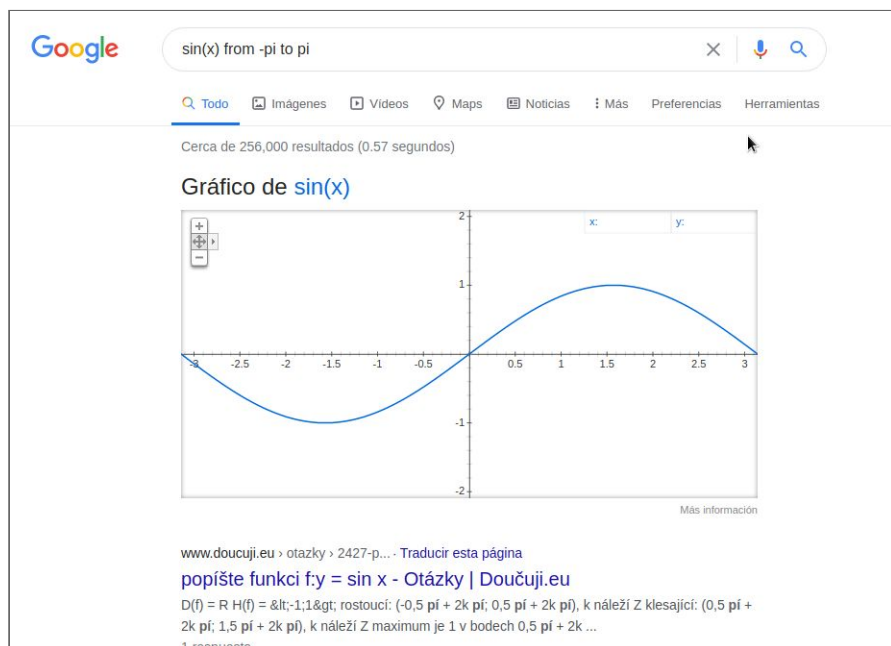 Google
sin(x) from -pi to pi
Todo Imágenes Vídeos Maps Noticias Más Preferencias Herramientas
Cerca de 256,000 resultados (0.57 segundos)
Gráfico de sin(x)
x: y:
2
1
-3 -2.5 -2 -1.5 -1 -0.5 0 0.5 1 1.5 2 2.5 3
-1
-2
Más información
www.doucuji.eu › otazky › 2427-p... · Traducir esta página
popíšte funkci f:y = sin x - Otázky | Doučuji.eu
D(f) = R H(f) = &lt;-1;1&gt; rostoucí: (-0,5 pí + 2k pí; 0,5 pí + 2k pí), k náleží Z klesající: (0,5 pí +
2k pí; 1,5 pí + 2k pí), k náleží Z maximum je 1 v bodech 0,5 pí + 2k ...